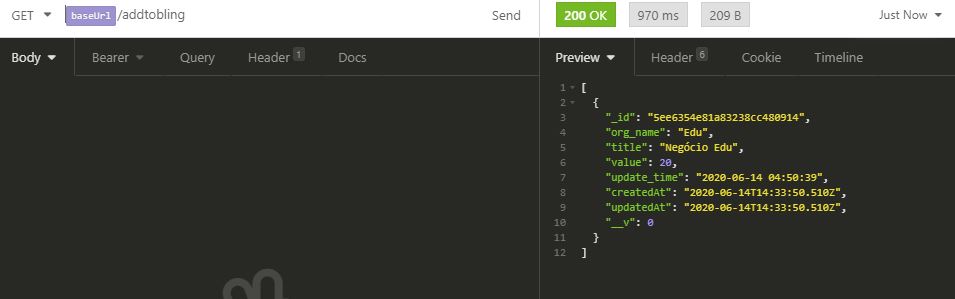 GET baseUrl /addtobling Send 200 OK 970 ms 209 B Just Now
Body Bearer Query Header 1 Docs Preview Header 6 Cookie Timeline
1 [
2 {
3 "_id": "5ee6354e81a83238cc480914",
4 "org_name": "Edu",
5 "title": "Negócio Edu",
6 "value": 20,
7 "update_time": "2020-06-14 04:50:39",
8 "createdAt": "2020-06-14T14:33:50.510Z",
9 "updatedAt": "2020-06-14T14:33:50.510Z",
10 "__v": 0
11 }
12 ]